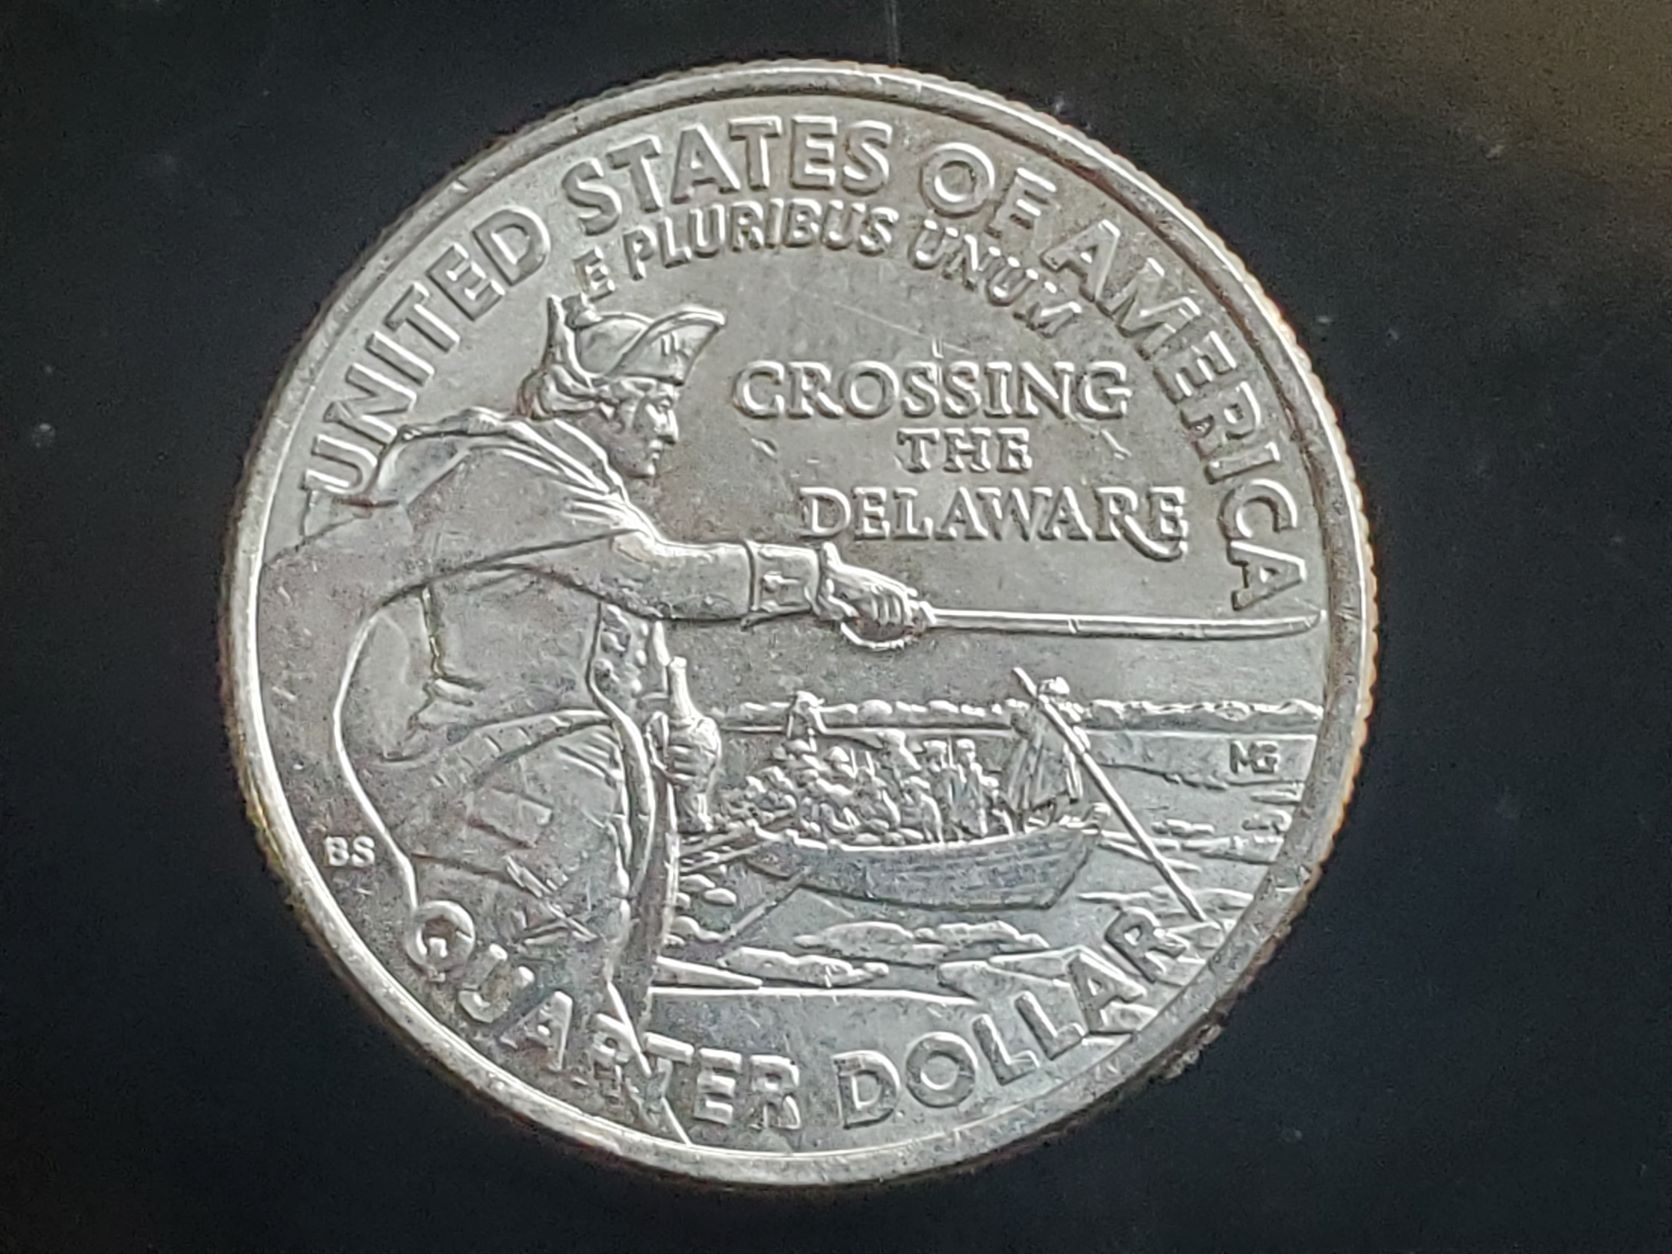 UNITED STATES OF AMERICA
E PLURIBUS UNUM
CROSSING
THE
DELAWARE
MG
BS
QUARTER DOLLAR